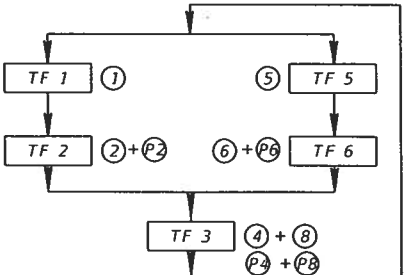 TF 1 1 5 TF 5
TF 2 2 + P2 6 + P6 TF 6
TF 3 4 + 8
P4 + P8